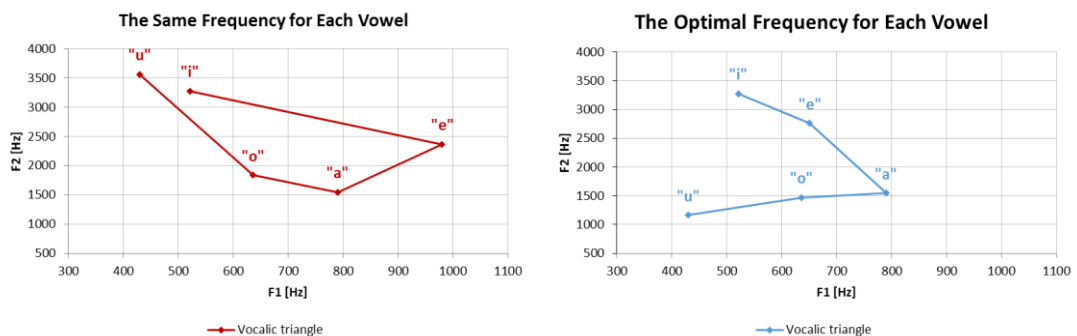 The Same Frequency for Each Vowel
4000
3500
3000
2500
2000
1500
1000
500
F2 [Hz]
"u"
"i"
"e"
"o"
"a"
300 400 500 600 700 800 900 1000 1100
F1 [Hz]
Vocalic triangle
The Optimal Frequency for Each Vowel
4000
3500
3000
2500
2000
1500
1000
500
F2 [Hz]
"i"
"e"
"a"
"o"
"u"
300 400 500 600 700 800 900 1000 1100
F1 [Hz]
Vocalic triangle